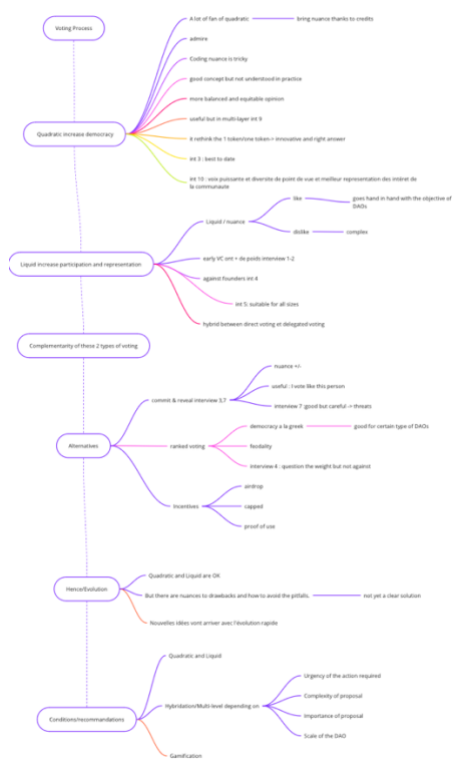 Voting Process
A lot of fan of quadratic
bring nuance thanks to credits
admire
Coding nuance is tricky
good concept but not understood in practice
more balanced and equitable opinion
useful but in multi-layer int 9
Quadratic increase democracy
it rethink the 1 token/one token > innovative and right answer
int 3 : best to date
int 10 : voie puissante et diversite de point de vue et meilleur representation des intéret de
la communaute
like
goes hand in hand with the objective of
DAOs
Liquid / nuance
dislike
complex
Liquid increase participation and representation
early VC ont + de poids interview 1-2
against founders int 4
int 5: suitable for all sizes
hybrid between direct voting et delegated voting
Complementarity of these 2 types of voting
nuance +/-
commit & reveal interview 3,7
useful : I vote like this person
interview 7 :good but careful -> threats
democracy a la greek
good for certain type of DAOs
Alternatives
ranked voting
feodality
interview 4 - question the weight but not against
airdrop
Incentives
capped
proof of use
Quadratic and Liquid are OK
Hence/Evolution
But there are nuances to drawbacks and how to avoid the pitfalls.
not yet a clear solution
Nouvelles idées vont arriver avec l'évolution rapide
Quadratic and Liquid
Urgency of the action required
Complexity of proposal
Hybridation/Multi-level depending on
Importance of proposal
Conditions/recommandations
Scale of the DAO
Gamification